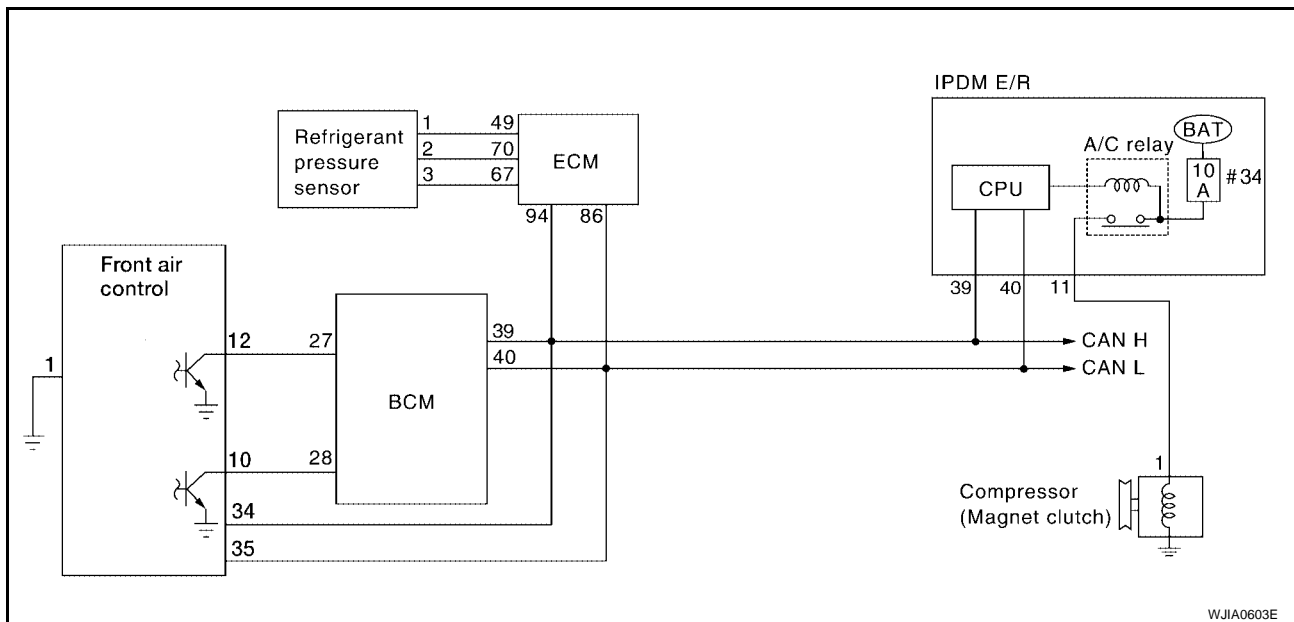 IPDM E/R
BAT
A/C relay
10
A
#34
CPU
39
40
11
Refrigerant
pressure
sensor
1
2
3
49
70
67
ECM
94
86
Front air
control
1
12
10
34
35
27
28
BCM
39
40
CAN H
CAN L
1
Compressor
(Magnet clutch)
WJIA0603E